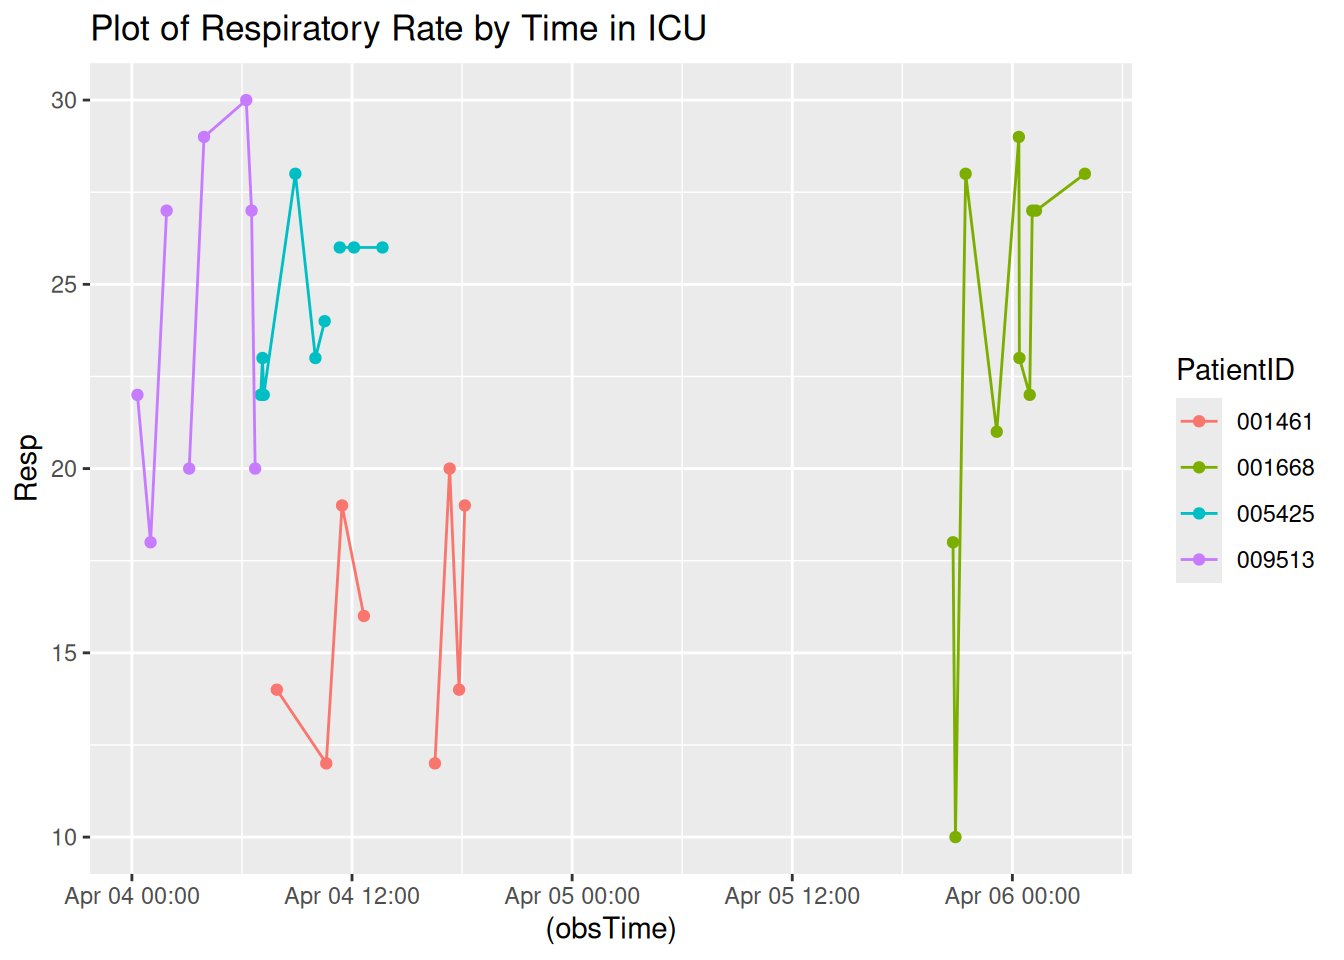 Plot of Respiratory Rate by Time in ICU
30
25
20
15
10
Resp
Apr 04 00:00 Apr 04 12:00 Apr 05 00:00 Apr 05 12:00 Apr 06 00:00
(obsTime)
PatientID
001461
001668
005425
009513